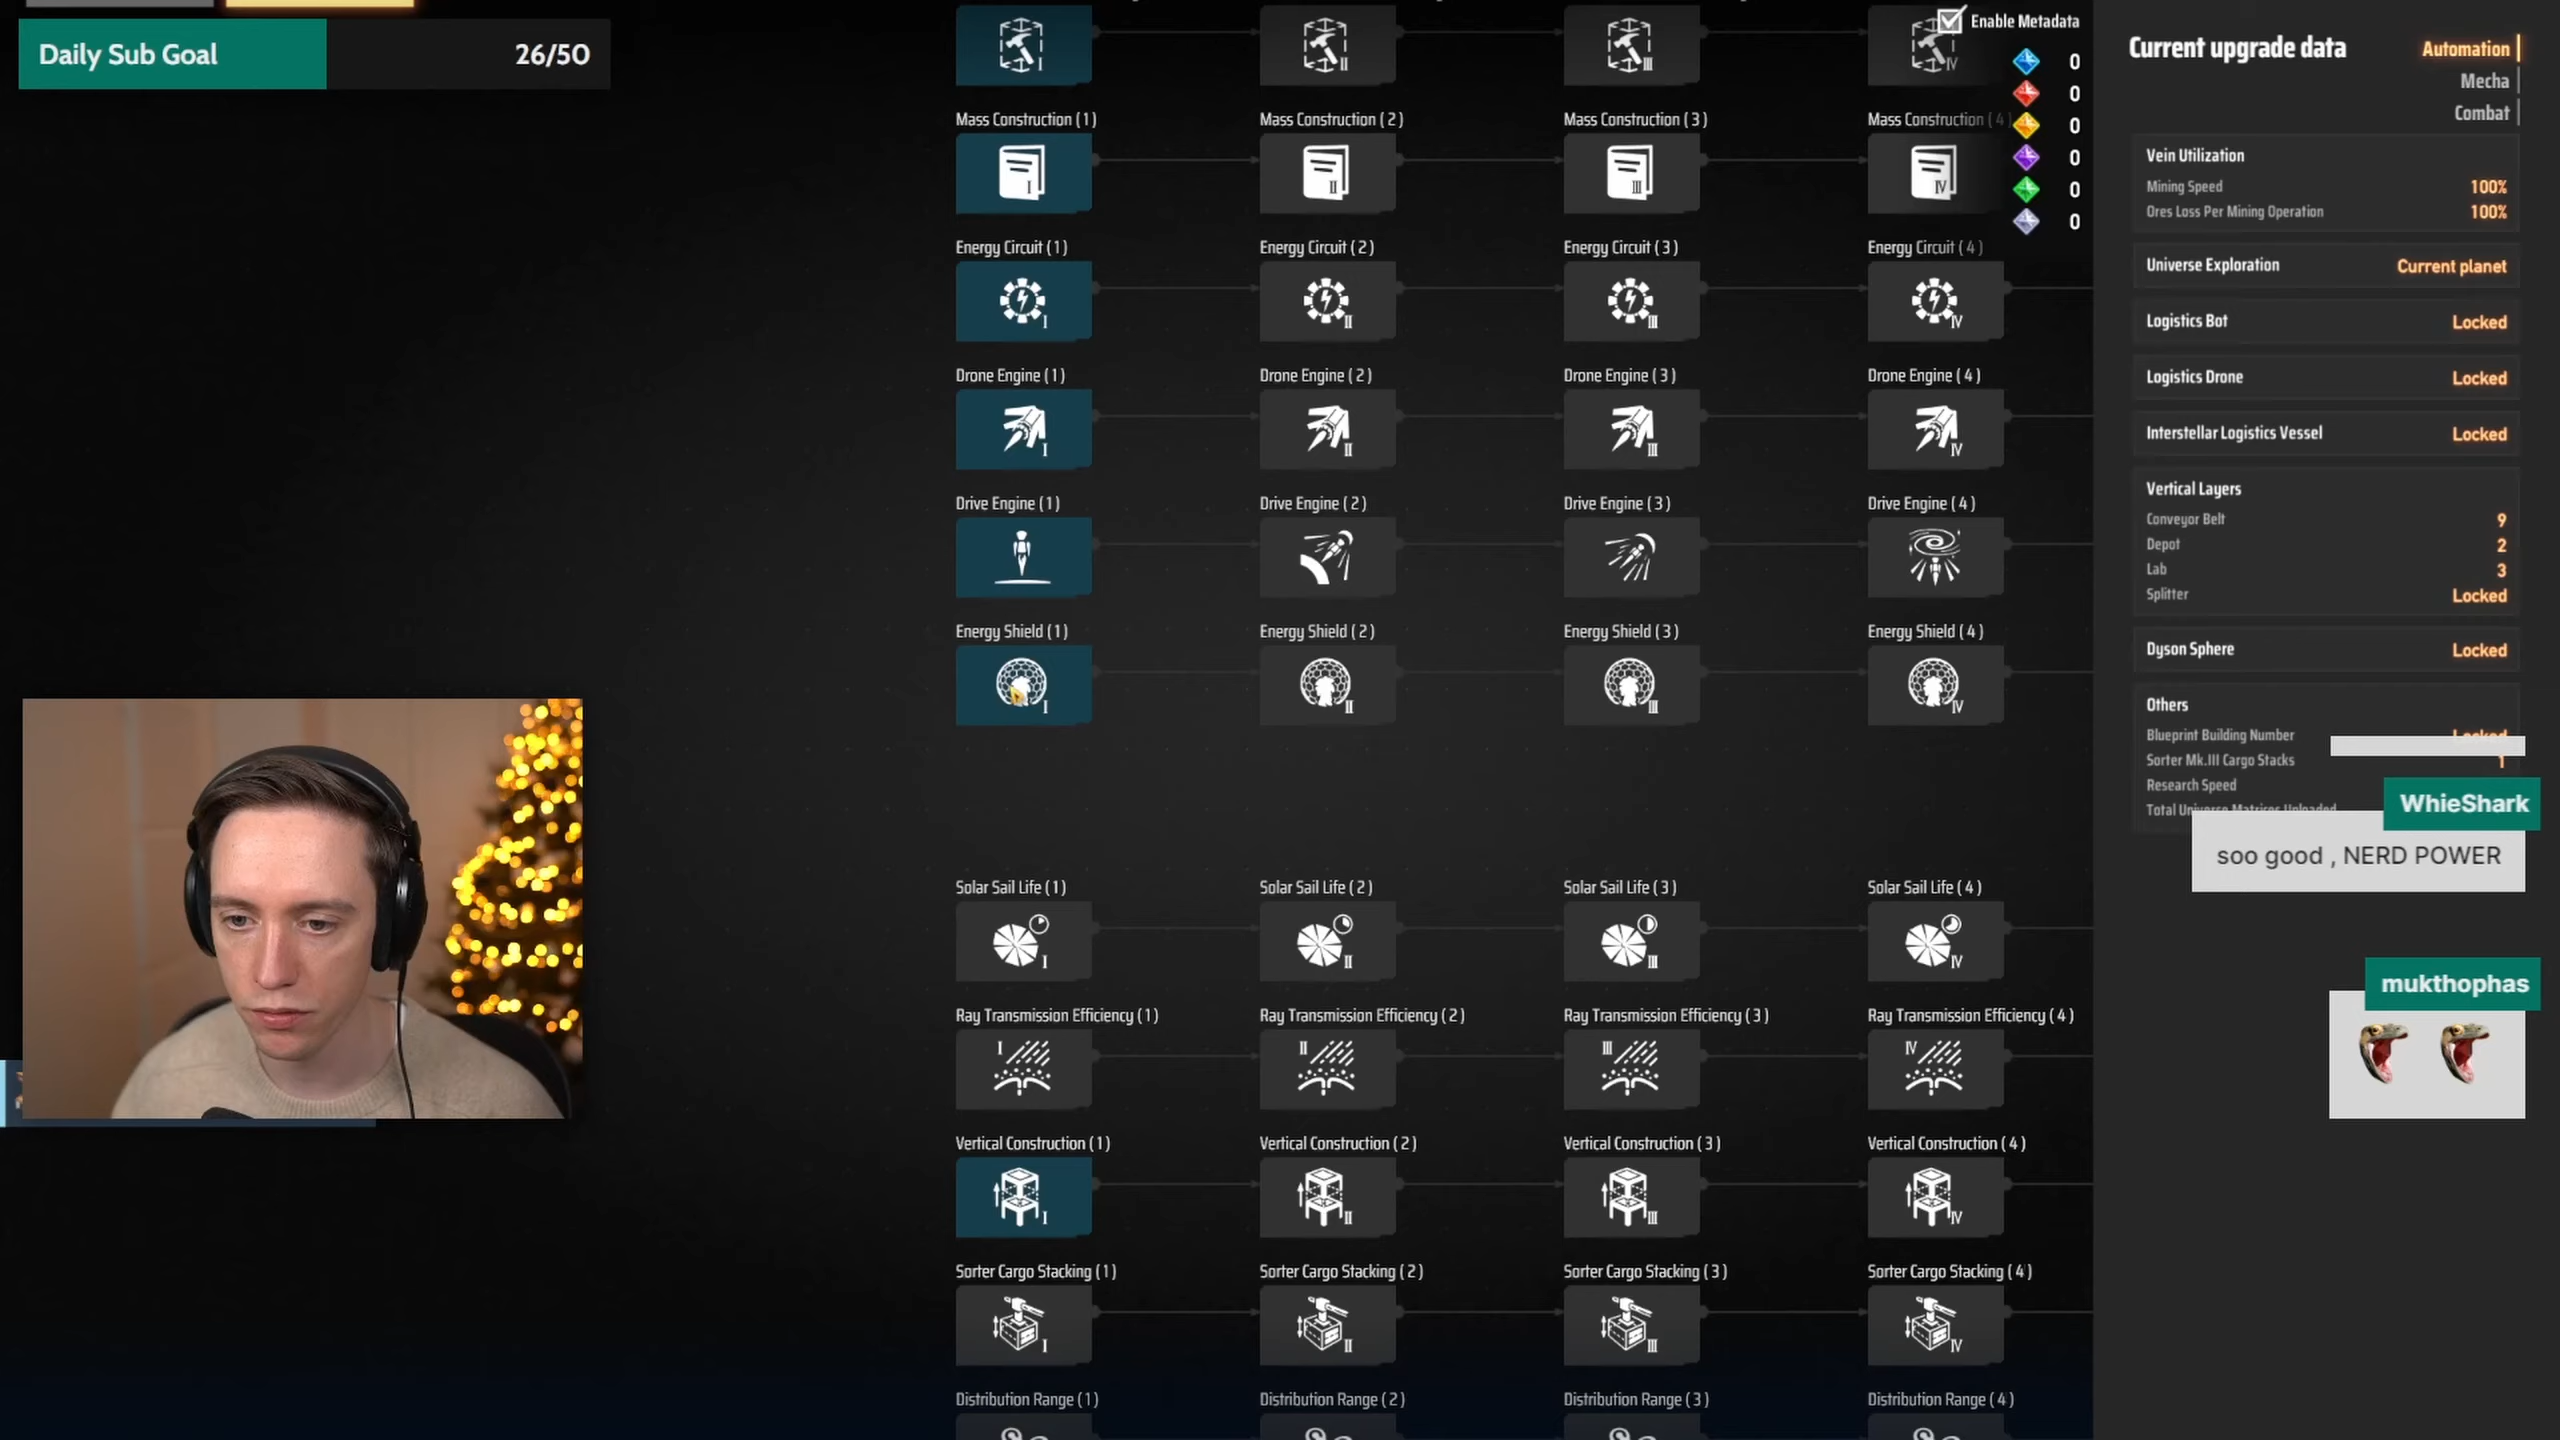 Daily Sub Goal 26/50
Enable Metadata
0
0
0
0
0
0
Mass Construction ( 1 ) Mass Construction ( 2 ) Mass Construction ( 3 ) Mass Construction ( 4
Energy Circuit ( 1 ) Energy Circuit ( 2 ) Energy Circuit ( 3 ) Energy Circuit ( 4 )
Drone Engine ( 1 ) Drone Engine ( 2 ) Drone Engine ( 3 ) Drone Engine ( 4 )
Drive Engine ( 1 ) Drive Engine ( 2 ) Drive Engine ( 3 ) Drive Engine ( 4 )
Energy Shield ( 1 ) Energy Shield ( 2 ) Energy Shield ( 3 ) Energy Shield ( 4 )
Solar Sail Life ( 1 ) Solar Sail Life ( 2 ) Solar Sail Life ( 3 ) Solar Sail Life ( 4 )
Ray Transmission Efficiency ( 1 ) Ray Transmission Efficiency ( 2 ) Ray Transmission Efficiency ( 3 ) Ray Transmission Efficiency ( 4 )
Vertical Construction ( 1 ) Vertical Construction ( 2 ) Vertical Construction ( 3 ) Vertical Construction ( 4 )
Sorter Cargo Stacking ( 1 ) Sorter Cargo Stacking ( 2 ) Sorter Cargo Stacking ( 3 ) Sorter Cargo Stacking ( 4 )
Distribution Range ( 1 ) Distribution Range ( 2 ) Distribution Range ( 3 ) Distribution Range ( 4 )
Current upgrade data
Automation
Mecha
Combat
Vein Utilization
Mining Speed 100%
Ores Loss Per Mining Operation 100%
Universe Exploration Current planet
Logistics Bot Locked
Logistics Drone Locked
Interstellar Logistics Vessel Locked
Vertical Layers
Conveyor Belt 9
Depot 2
Lab 3
Splitter Locked
Dyson Sphere Locked
Others
Blueprint Building Number Locked
Sorter Mk.III Cargo Stacks 1
Research Speed
Total Universe Matrices Uploaded
WhieShark
soo good , NERD POWER
mukthophas